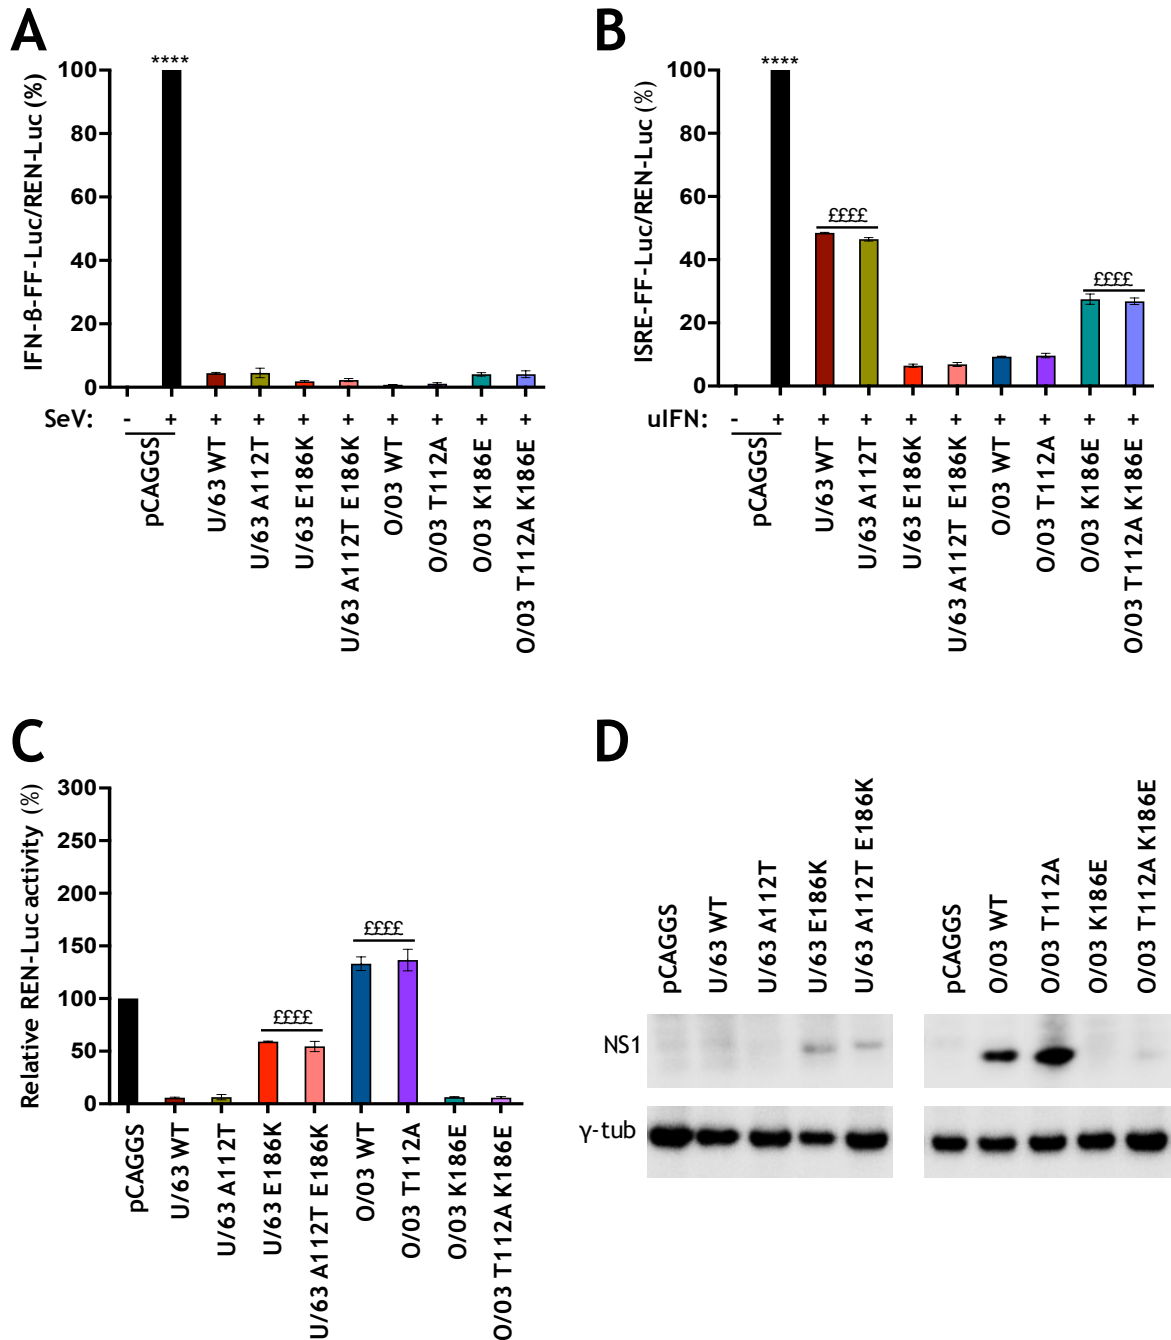 A
IFN-β-FF-Luc/REN-Luc (%)
100
80
60
40
20
0
****
SeV:
- + + + + + + + + +
pCAGGS
U/63 WT
U/63 A112T
U/63 E186K
U/63 A112T E186K
O/03 WT
O/03 T112A
O/03 K186E
O/03 T112A K186E
B
ISRE-FF-Luc/REN-Luc (%)
100
80
60
40
20
0
****
££££
££££
uIFN:
- + + + + + + + + +
pCAGGS
U/63 WT
U/63 A112T
U/63 E186K
U/63 A112T E186K
O/03 WT
O/03 T112A
O/03 K186E
O/03 T112A K186E
C
Relative REN-Luc activity (%)
300
250
200
150
100
50
0
££££
££££
pCAGGS
U/63 WT
U/63 A112T
U/63 E186K
U/63 A112T E186K
O/03 WT
O/03 T112A
O/03 K186E
O/03 T112A K186E
D
pCAGGS
U/63 WT
U/63 A112T
U/63 E186K
U/63 A112T E186K
pCAGGS
O/03 WT
O/03 T112A
O/03 K186E
O/03 T112A K186E
NS1
γ-tub